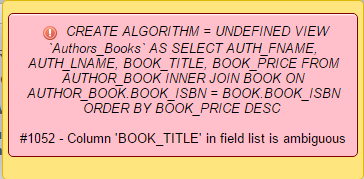 CREATE ALGORITHM = UNDEFINED VIEW
`Authors_Books` AS SELECT AUTH_FNAME,
AUTH_LNAME, BOOK_TITLE, BOOK_PRICE FROM
AUTHOR_BOOK INNER JOIN BOOK ON
AUTHOR_BOOK.BOOK_ISBN = BOOK.BOOK_ISBN
ORDER BY BOOK_PRICE DESC
#1052 - Column 'BOOK_TITLE' in field list is ambiguous